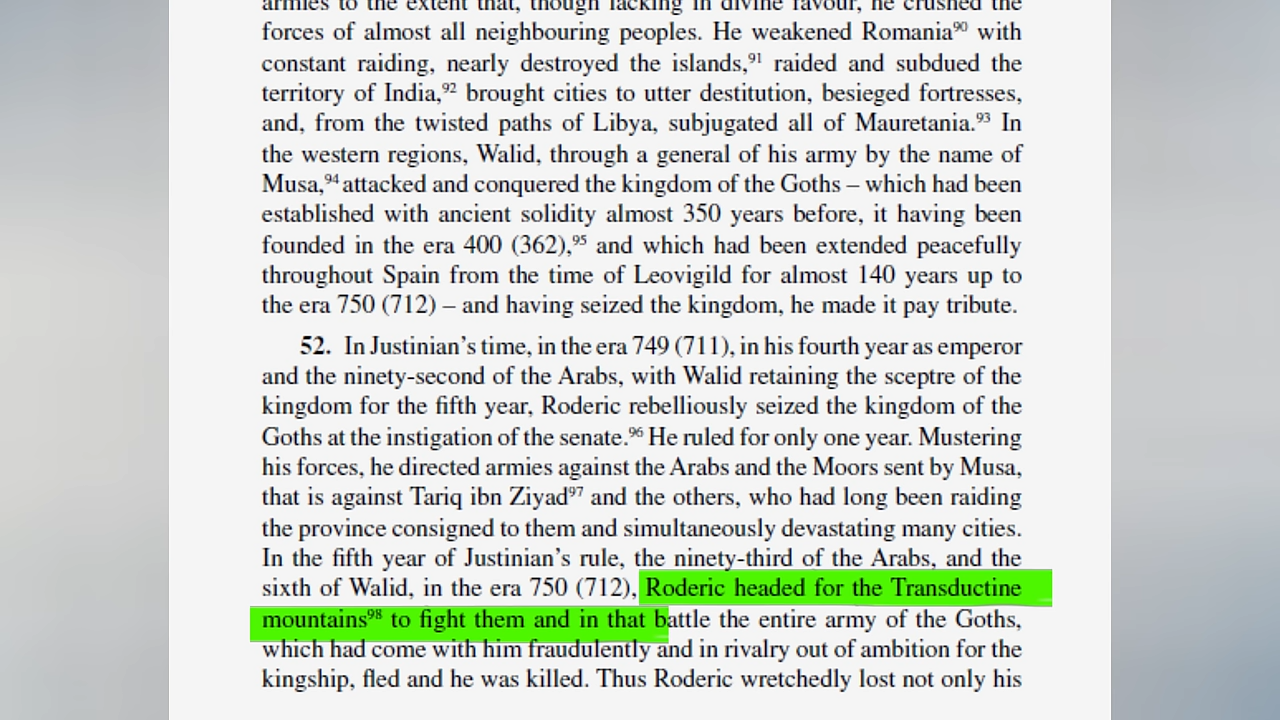 armies to the extent that, though lacking in divine favour, he crushed the
forces of almost all neighbouring peoples. He weakened Romania⁹⁰ with
constant raiding, nearly destroyed the islands,⁹¹ raided and subdued the
territory of India,⁹² brought cities to utter destitution, besieged fortresses,
and, from the twisted paths of Libya, subjugated all of Mauretania.⁹³ In
the western regions, Walid, through a general of his army by the name of
Musa,⁹⁴ attacked and conquered the kingdom of the Goths – which had been
established with ancient solidity almost 350 years before, it having been
founded in the era 400 (362),⁹⁵ and which had been extended peacefully
throughout Spain from the time of Leovigild for almost 140 years up to
the era 750 (712) – and having seized the kingdom, he made it pay tribute.
52. In Justinian’s time, in the era 749 (711), in his fourth year as emperor
and the ninety-second of the Arabs, with Walid retaining the sceptre of the
kingdom for the fifth year, Roderic rebelliously seized the kingdom of the
Goths at the instigation of the senate.⁹⁶ He ruled for only one year. Mustering
his forces, he directed armies against the Arabs and the Moors sent by Musa,
that is against Tariq ibn Ziyad⁹⁷ and the others, who had long been raiding
the province consigned to them and simultaneously devastating many cities.
In the fifth year of Justinian’s rule, the ninety-third of the Arabs, and the
sixth of Walid, in the era 750 (712), Roderic headed for the Transductine
mountains⁹⁸ to fight them and in that battle the entire army of the Goths,
which had come with him fraudulently and in rivalry out of ambition for the
kingship, fled and he was killed. Thus Roderic wretchedly lost not only his